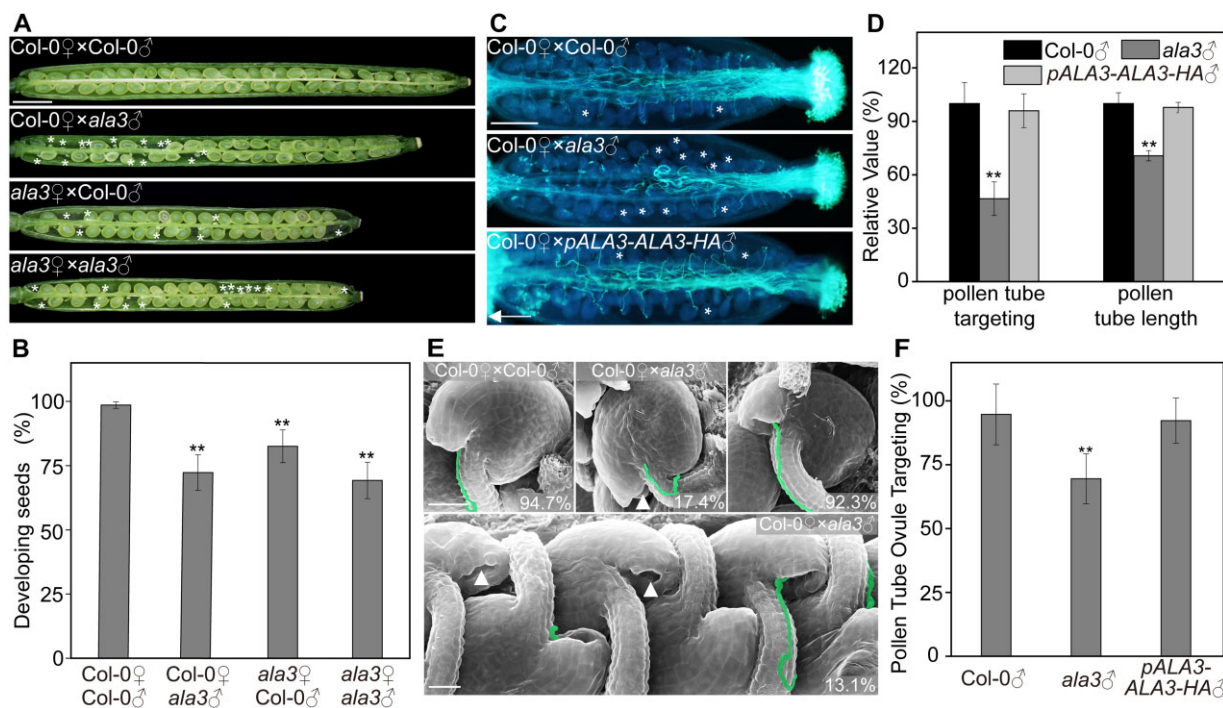 A
Col-0♀×Col-0♂
Col-0♀×ala3♂
ala3♀×Col-0♂
ala3♀×ala3♂
B
Developing seeds (%)
100
75
50
25
0
**
**
**
Col-0♀
Col-0♂
Col-0♀
ala3♂
ala3♀
Col-0♂
ala3♀
ala3♂
C
Col-0♀×Col-0♂
Col-0♀×ala3♂
Col-0♀×pALA3-ALA3-HA♂
D
Col-0♂
ala3♂
pALA3-ALA3-HA♂
Relative Value (%)
120
80
40
0
**
**
pollen tube
targeting
pollen
tube length
E
Col-0♀×Col-0♂
94.7%
Col-0♀×ala3♂
17.4%
92.3%
Col-0♀×ala3♂
13.1%
F
Pollen Tube Ovule Targeting (%)
100
75
50
25
0
**
Col-0♂
ala3♂
pALA3-
ALA3-HA♂